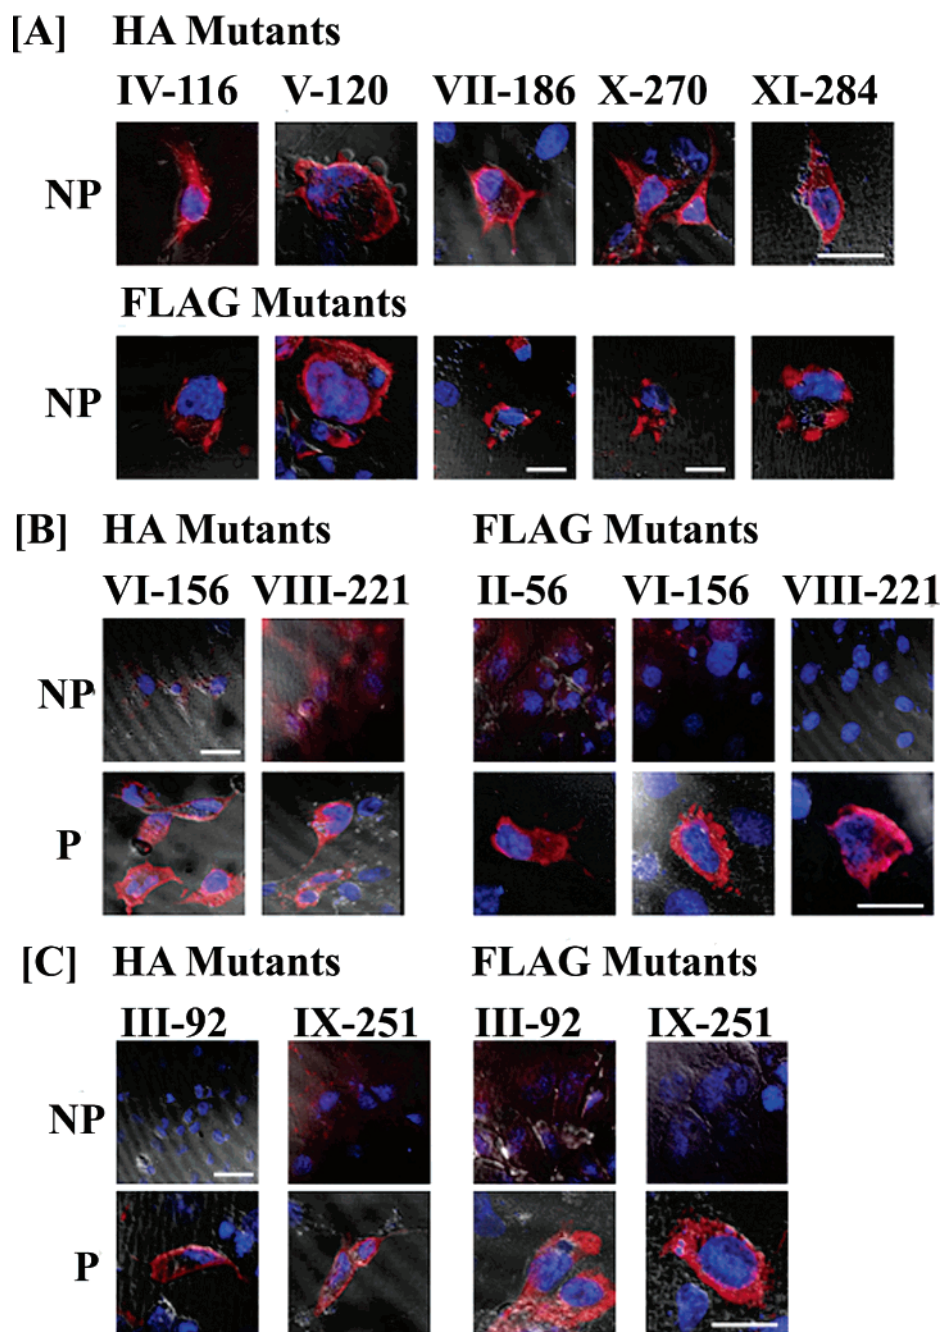 [A] HA Mutants
IV-116 V-120 VII-186 X-270 XI-284
NP
FLAG Mutants
NP
[B] HA Mutants FLAG Mutants
VI-156 VIII-221 II-56 VI-156 VIII-221
NP
P
[C] HA Mutants FLAG Mutants
III-92 IX-251 III-92 IX-251
NP
P